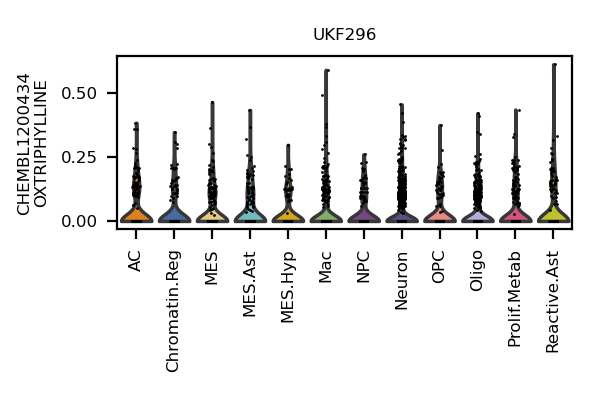 UKF296
CHEMBL1200434
OXTRIPHYLLINE
0.50
0.25
0.00
AC
Chromatin.Reg
MES
MES.Ast
MES.Hyp
Mac
NPC
Neuron
OPC
Oligo
Prolif.Metab
Reactive.Ast